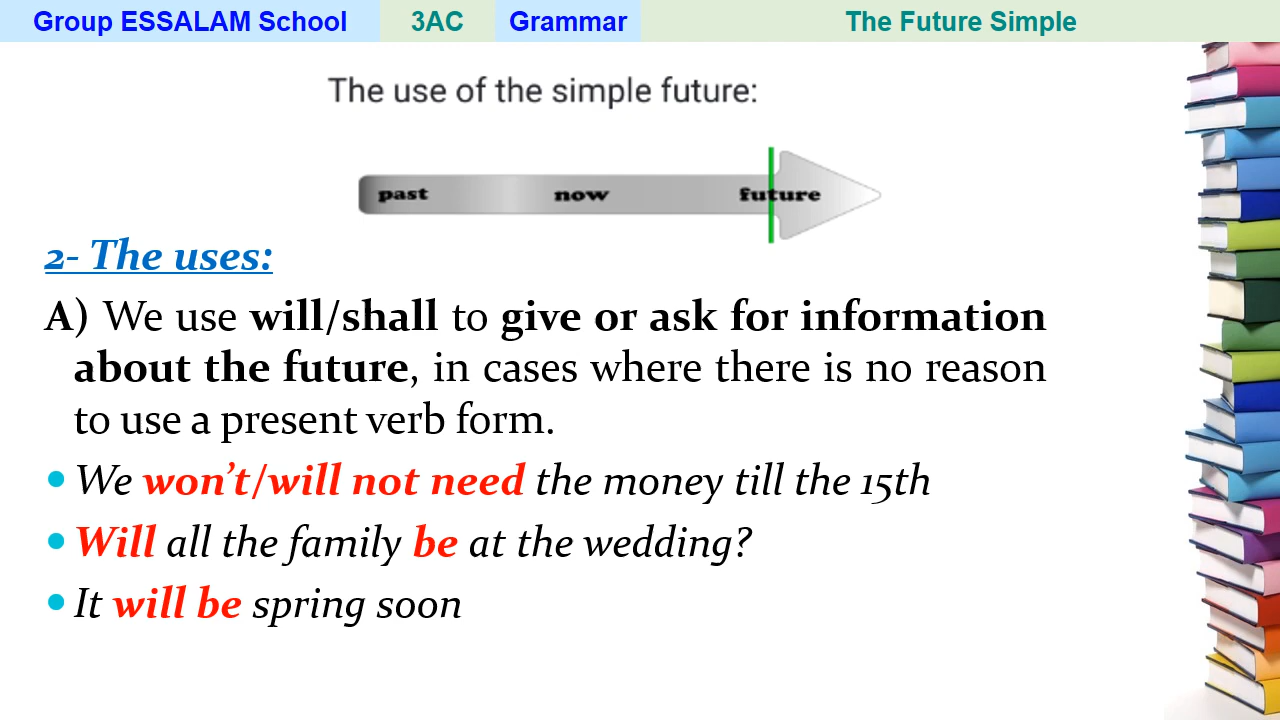 Group ESSALAM School 3AC Grammar The Future Simple
The use of the simple future:
past now future
2- The uses:
A) We use will/shall to give or ask for information
about the future, in cases where there is no reason
to use a present verb form.
• We won’t/will not need the money till the 15th
• Will all the family be at the wedding?
• It will be spring soon